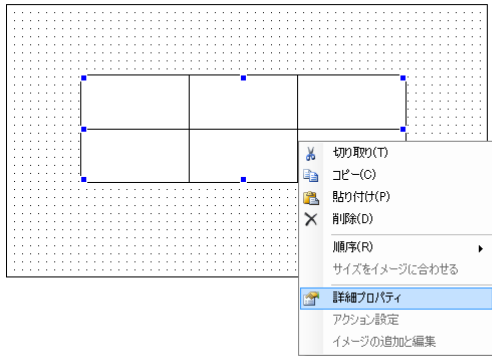 切り取り(T)
コピー(C)
貼り付け(P)
削除(D)
順序(R)
サイズをイメージに合わせる
詳細プロパティ
アクション設定
イメージの追加と編集